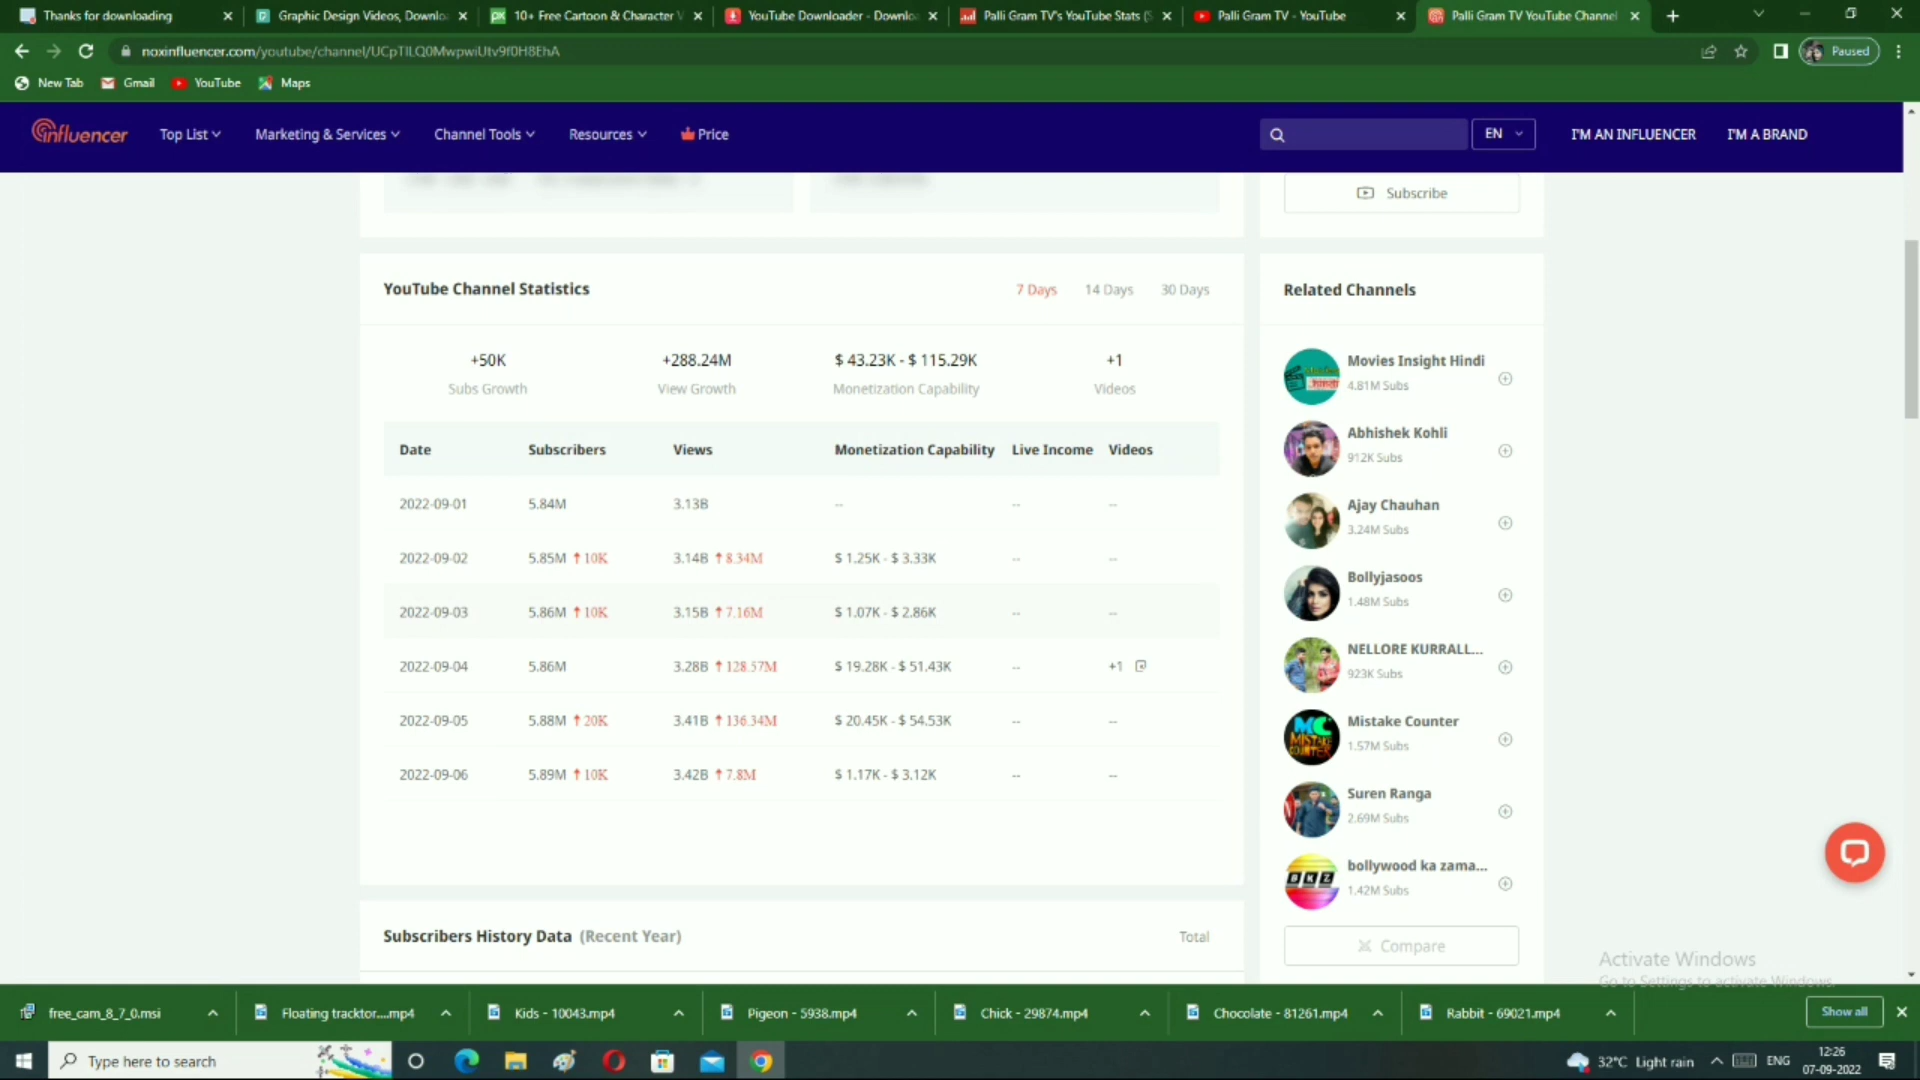 Thanks for downloading
Graphic Design Videos, Downlo
10+ Free Cartoon & Character V
YouTube Downloader - Downlo
Palli Gram TV's YouTube Stats (S
Palli Gram TV - YouTube
Palli Gram TV YouTube Channel
noxinfluencer.com/youtube/channel/UCpTlLQ0MwpwiUtv9f0H8EhA
Paused
New Tab
Gmail
YouTube
Maps
influencer
Top List
Marketing & Services
Channel Tools
Resources
Price
EN
I'M AN INFLUENCER
I'M A BRAND
Subscribe
YouTube Channel Statistics
7 Days 14 Days 30 Days
+50K +288.24M $ 43.23K - $ 115.29K +1
Subs Growth View Growth Monetization Capability Videos
Date Subscribers Views Monetization Capability Live Income Videos
2022-09-01 5.84M 3.13B -- -- --
2022-09-02 5.85M ↑10K 3.14B ↑8.34M $ 1.25K - $ 3.33K -- --
2022-09-03 5.86M ↑10K 3.15B ↑7.16M $ 1.07K - $ 2.86K -- --
2022-09-04 5.86M 3.28B ↑128.57M $ 19.28K - $ 51.43K -- +1
2022-09-05 5.88M ↑20K 3.41B ↑136.34M $ 20.45K - $ 54.53K -- --
2022-09-06 5.89M ↑10K 3.42B ↑7.8M $ 1.17K - $ 3.12K -- --
Subscribers History Data (Recent Year)
Total
Related Channels
Movies Insight Hindi
4.81M Subs
Abhishek Kohli
912K Subs
Ajay Chauhan
3.24M Subs
Bollyjasoos
1.48M Subs
NELLORE KURRALL...
923K Subs
MC
MISTAKE
COUNTER
Mistake Counter
1.57M Subs
Suren Ranga
2.69M Subs
BKZ
bollywood ka zama...
1.42M Subs
Compare
Activate Windows
Go to Settings to activate Windows.
free_cam_8_7_0.msi
Floating tracktor....mp4
Kids - 10043.mp4
Pigeon - 5938.mp4
Chick - 29874.mp4
Chocolate - 81261.mp4
Rabbit - 69021.mp4
Show all
Type here to search
32°C Light rain
ENG
12:26
07-09-2022